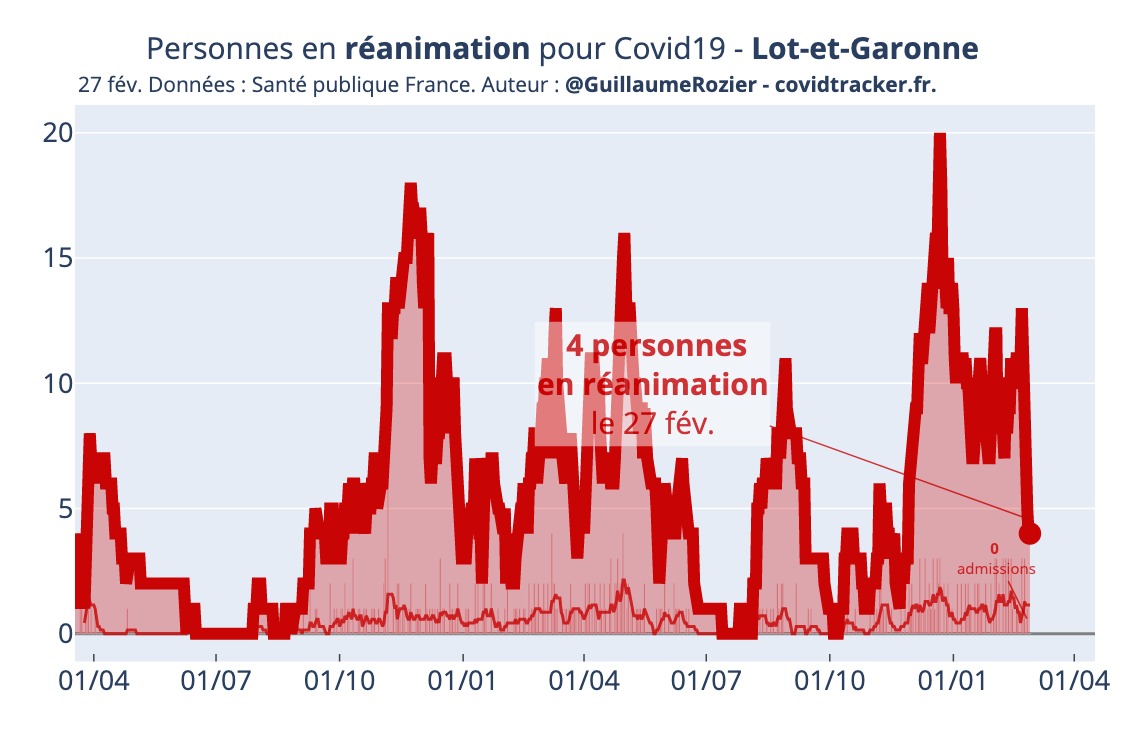 Personnes en réanimation pour Covid19 - Lot-et-Garonne
27 fév. Données : Santé publique France. Auteur : @GuillaumeRozier - covidtracker.fr.
20
15
10
5
0
4 personnes
en réanimation
le 27 fév.
0
admissions
01/04 01/07 01/10 01/01 01/04 01/07 01/10 01/01 01/04